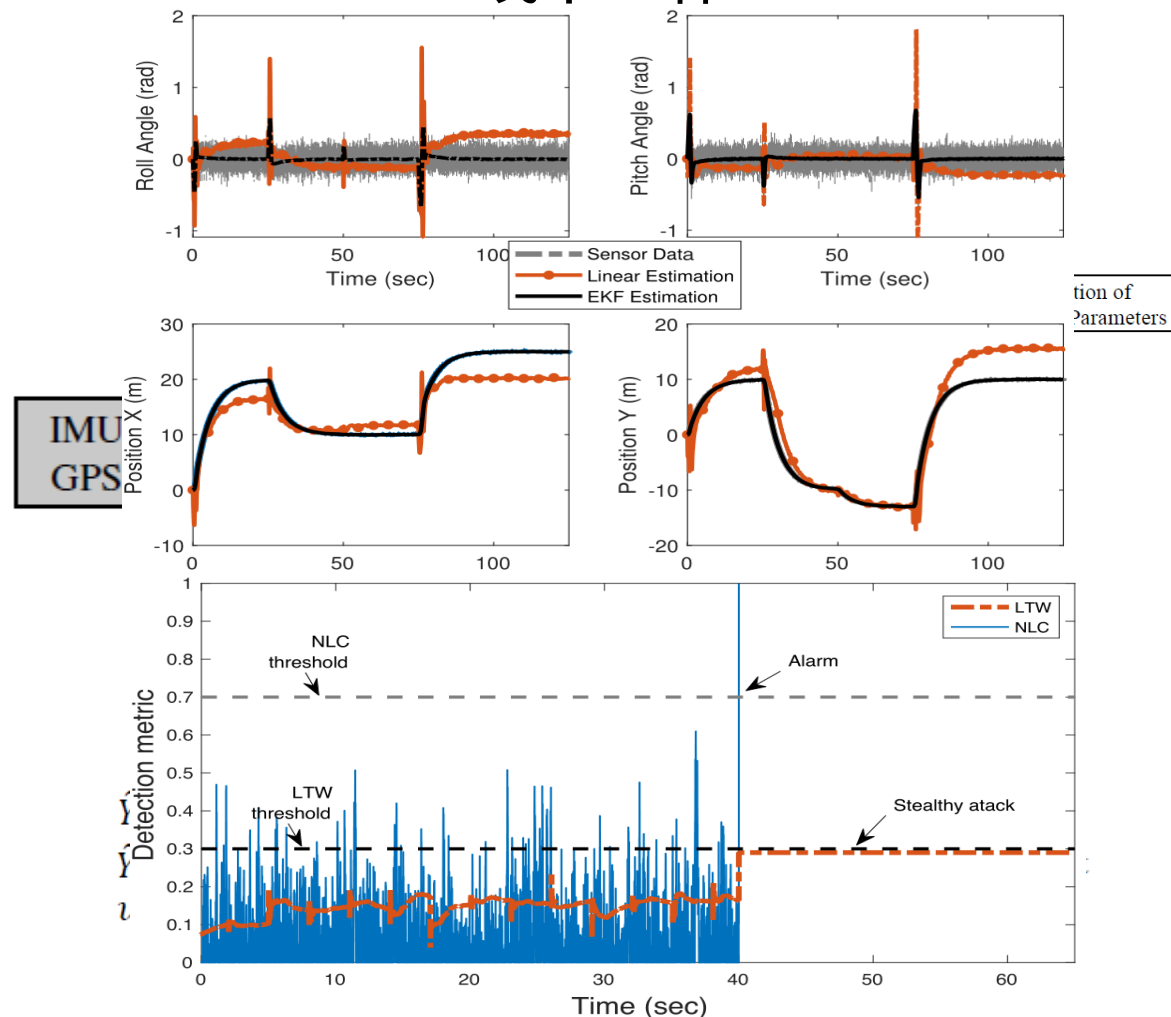 2
1
0
-1
Roll Angle (rad)
0
50
100
Time (sec)
2
1
0
-1
Pitch Angle (rad)
0
50
100
Time (sec)
Sensor Data
Linear Estimation
EKF Estimation
tion of
Parameters
30
20
10
0
-10
Position X (m)
0
50
100
20
10
0
-10
-20
Position Y (m)
0
50
100
IMU
GPS
1
0.9
0.8
0.7
0.6
0.5
0.4
0.3
0.2
0.1
0
Detection metric
LTW
NLC
NLC
threshold
Alarm
LTW
threshold
Stealthy atack
0
10
20
30
40
50
60
Time (sec)